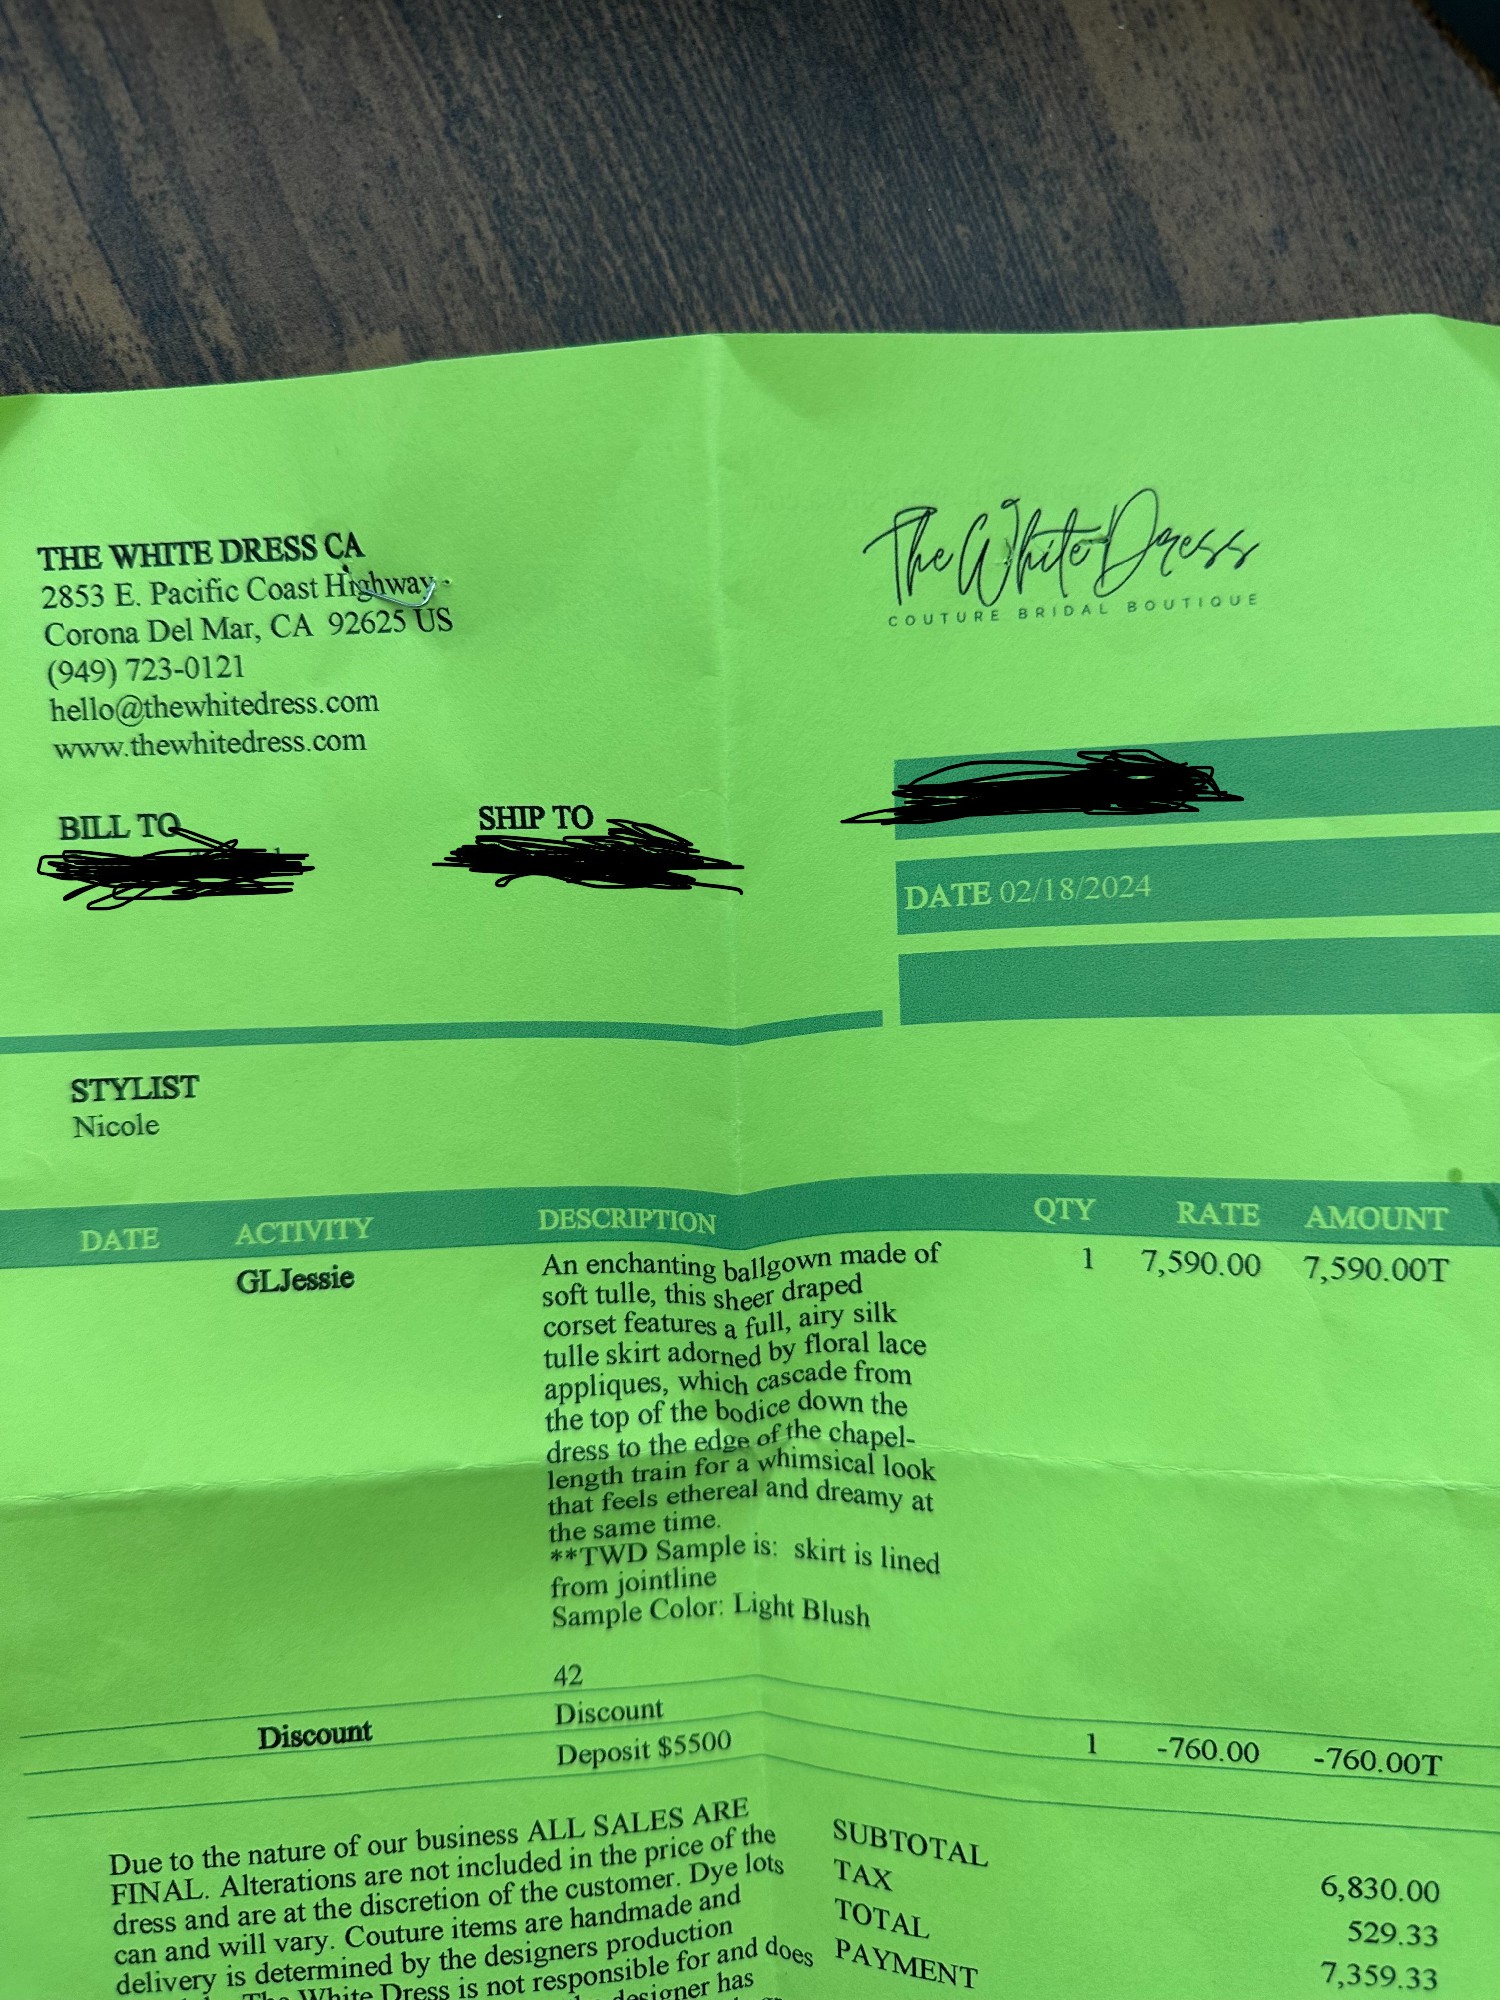 THE WHITE DRESS CA
2853 E. Pacific Coast Highway
Corona Del Mar, CA 92625 US
(949) 723-0121
hello@thewhitedress.com
www.thewhitedress.com
The White Dress
COUTURE BRIDAL BOUTIQUE
BILL TO
SHIP TO
DATE 02/18/2024
STYLIST
Nicole
DATE ACTIVITY DESCRIPTION QTY RATE AMOUNT
GLJessie An enchanting ballgown made of 1 7,590.00 7,590.00T
soft tulle, this sheer draped
corset features a full, airy silk
tulle skirt adorned by floral lace
appliques, which cascade from
the top of the bodice down the
dress to the edge of the chapel-
length train for a whimsical look
that feels ethereal and dreamy at
the same time.
**TWD Sample is: skirt is lined
from jointline
Sample Color: Light Blush
42
Discount
Discount Deposit $5500 1 -760.00 -760.00T
Due to the nature of our business ALL SALES ARE
FINAL. Alterations are not included in the price of the
dress and are at the discretion of the customer. Dye lots
can and will vary. Couture items are handmade and
delivery is determined by the designers production
The White Dress is not responsible for and does
designer has
SUBTOTAL 6,830.00
TAX 529.33
TOTAL 7,359.33
PAYMENT